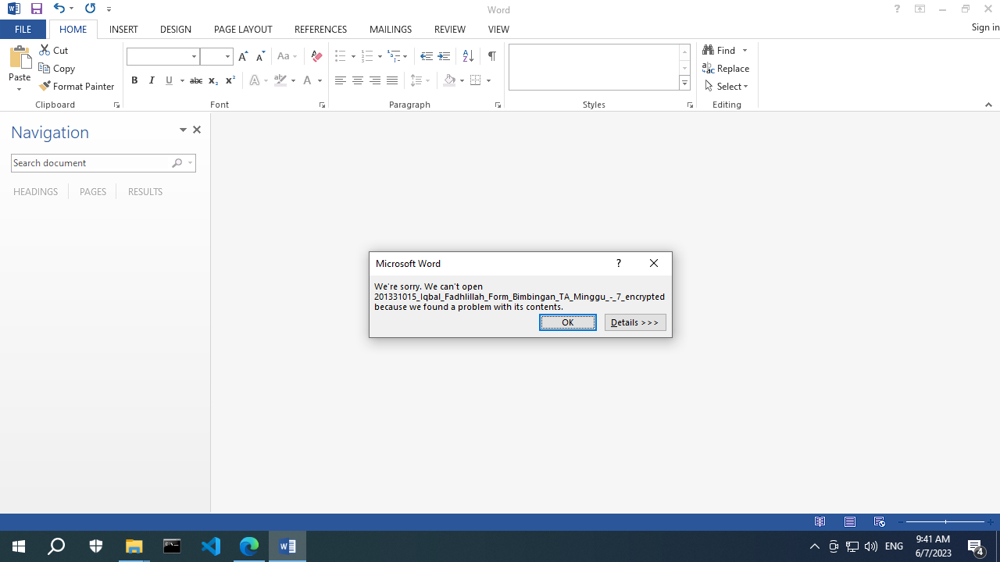 Word
Sign in
FILE HOME INSERT DESIGN PAGE LAYOUT REFERENCES MAILINGS REVIEW VIEW
Paste
Cut
Copy
Format Painter
Clipboard
Aa
B I U abc X₂ X²
A A
Font
Paragraph
Styles
Find
Replace
Select
Editing
Navigation
Search document
HEADINGS PAGES RESULTS
Microsoft Word
We're sorry. We can't open
201331015_Iqbal_Fadhlillah_Form_Bimbingan_TA_Minggu_-_7_encrypted
because we found a problem with its contents.
OK
Details >>>
ENG
9:41 AM
6/7/2023
4